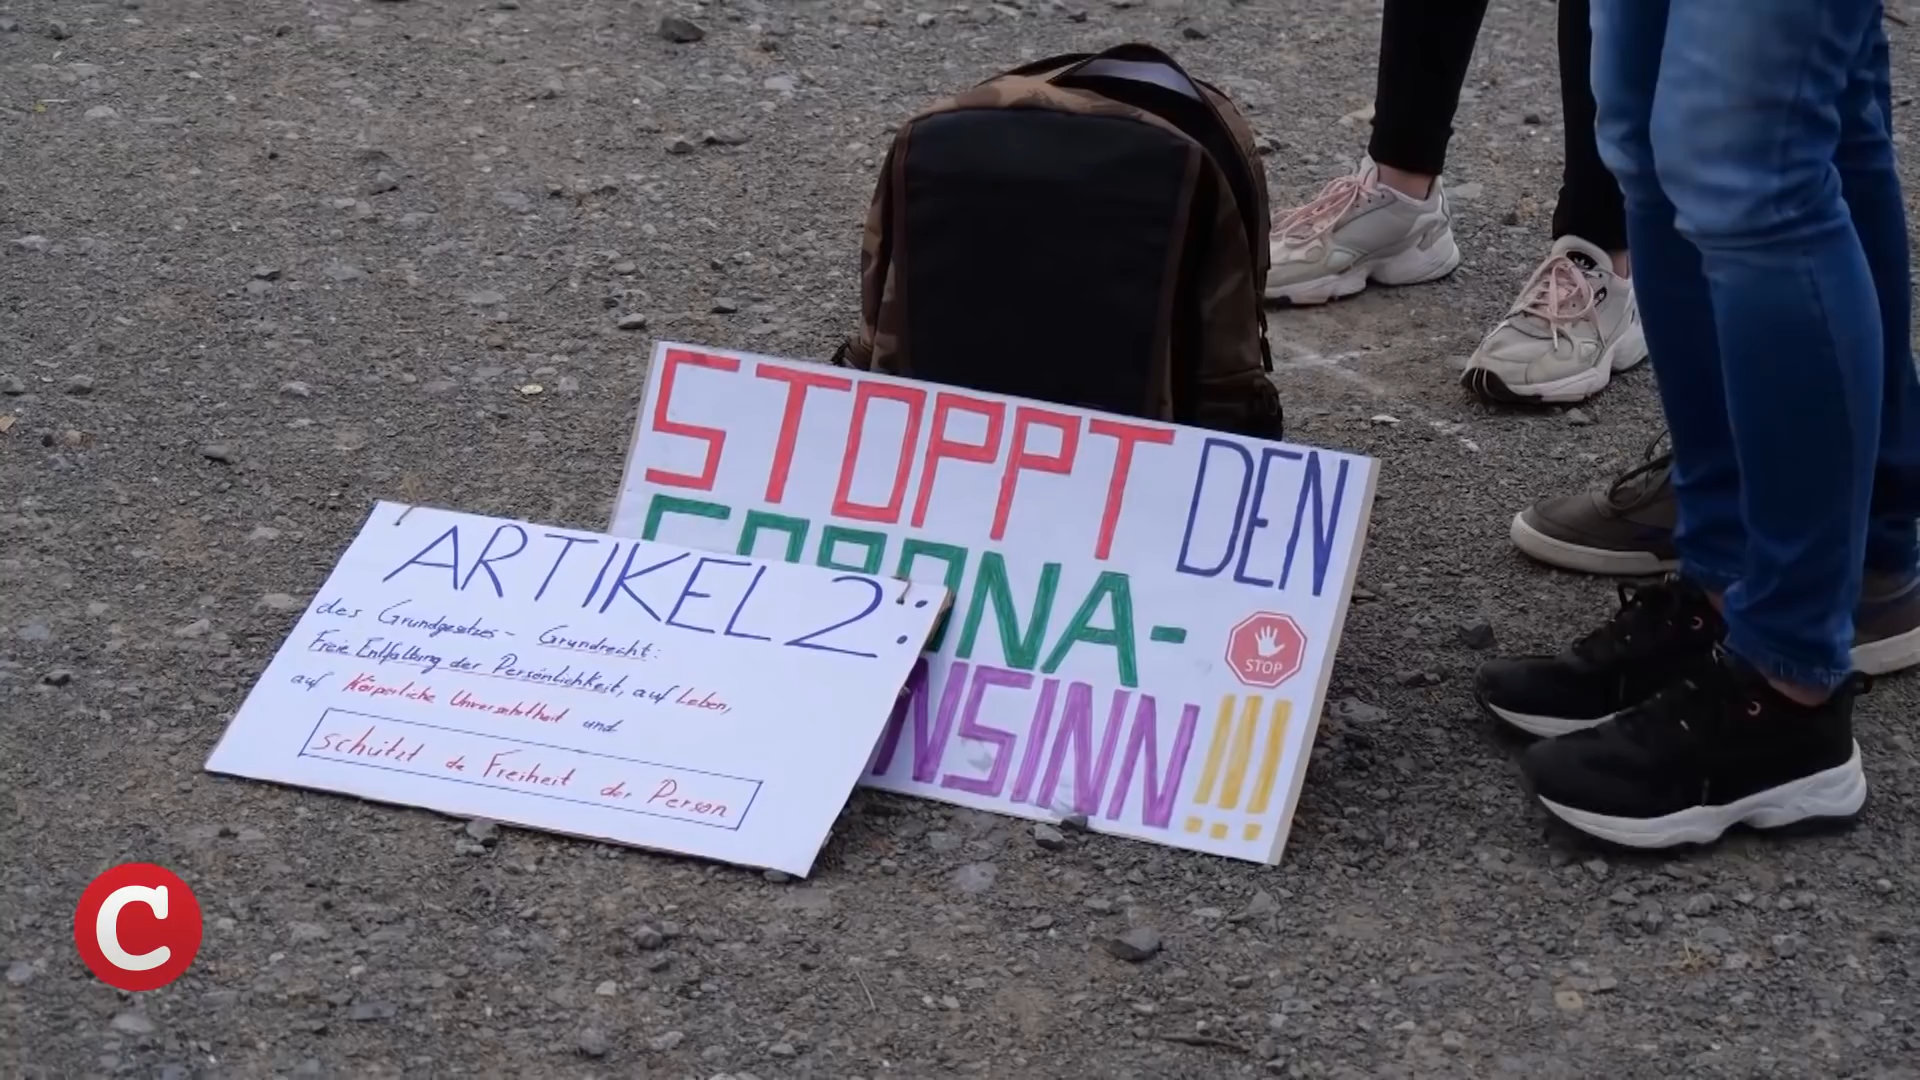 STOPPT DEN
CORONA-
NSINN!!!
STOP
ARTIKEL 2:
des Grundgesetzes - Grundrecht:
Freie Entfaltung der Persönlichkeit, auf Leben,
auf Körperliche Unversehrtheit und
schützt die Freiheit der Person
C